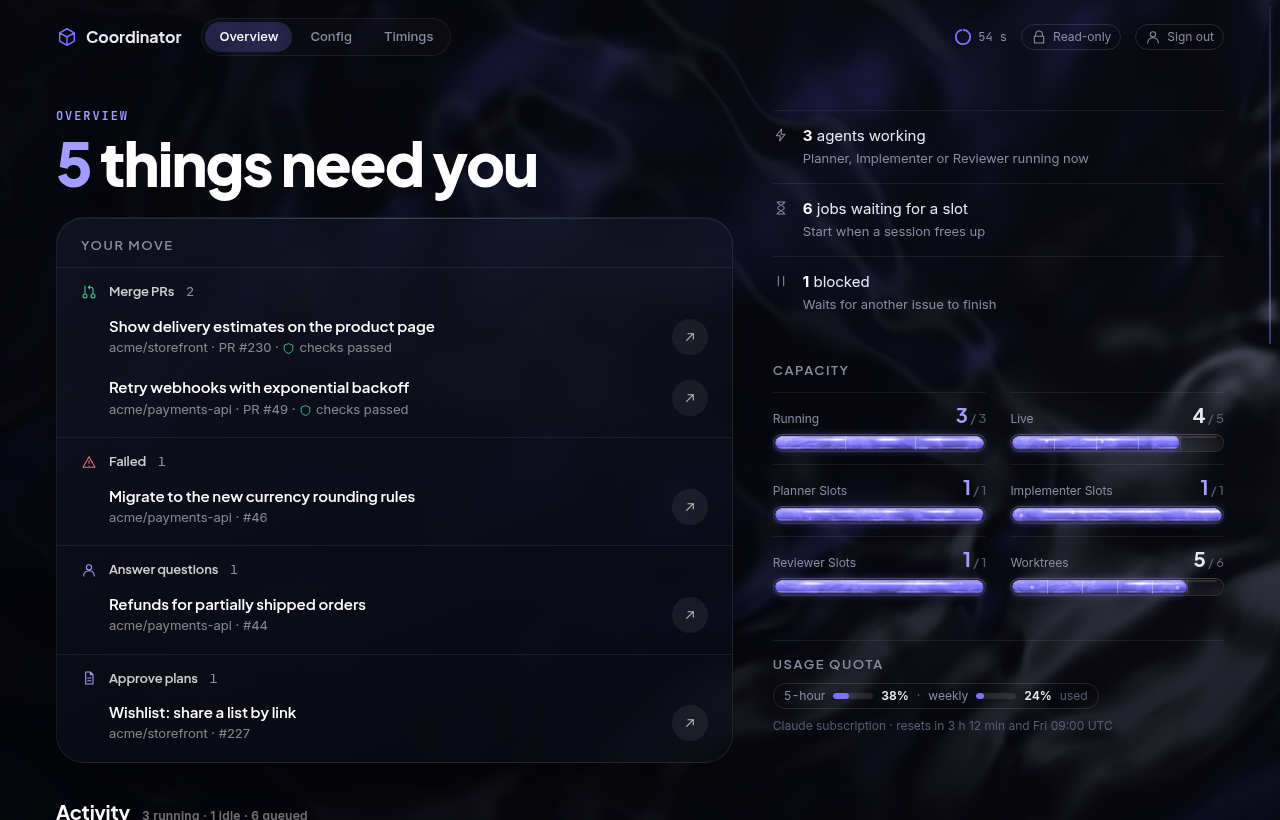 Coordinator
Overview
Config
Timings
54 s
Read-only
Sign out
OVERVIEW
5 things need you
YOUR MOVE
Merge PRs 2
Show delivery estimates on the product page
acme/storefront · PR #230 · checks passed
Retry webhooks with exponential backoff
acme/payments-api · PR #49 · checks passed
Failed 1
Migrate to the new currency rounding rules
acme/payments-api · #46
Answer questions 1
Refunds for partially shipped orders
acme/payments-api · #44
Approve plans 1
Wishlist: share a list by link
acme/storefront · #227
Activity 3 running · 1 idle · 6 queued
3 agents working
Planner, Implementer or Reviewer running now
6 jobs waiting for a slot
Start when a session frees up
1 blocked
Waits for another issue to finish
CAPACITY
Running 3 / 3
Live 4 / 5
Planner Slots 1 / 1
Implementer Slots 1 / 1
Reviewer Slots 1 / 1
Worktrees 5 / 6
USAGE QUOTA
5-hour 38% · weekly 24% used
Claude subscription · resets in 3 h 12 min and Fri 09:00 UTC